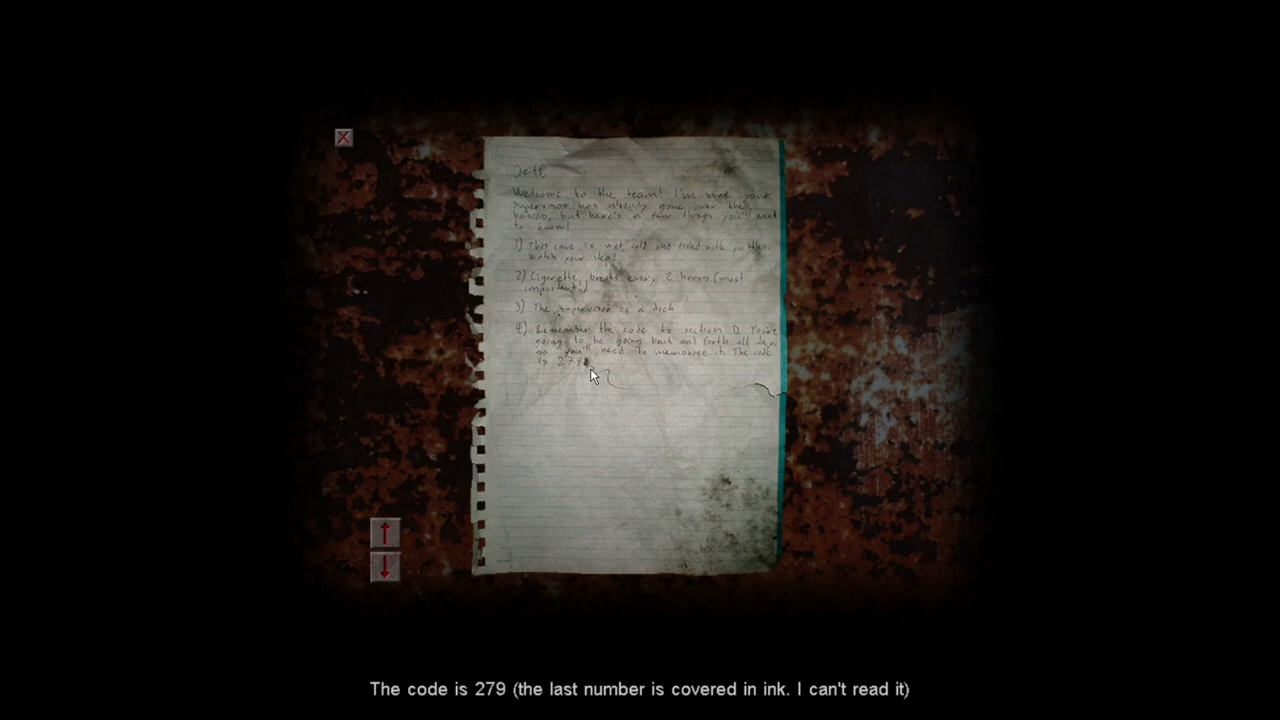 Jeff,
Welcome to the team! I'm sure your
supervisor has already gone over the
basics, but here's a few things you'll want
to know!
1) This cave is wet, cold and filled with puddles.
Watch your step!
2) Cigarette breaks every 2 hours (most
important!)
3) The supervisor is a dick
4) Remember the code to section D. You're
going to be going back and forth all day,
so you'll need to memorize it. The code
is 279
The code is 279 (the last number is covered in ink. I can't read it)